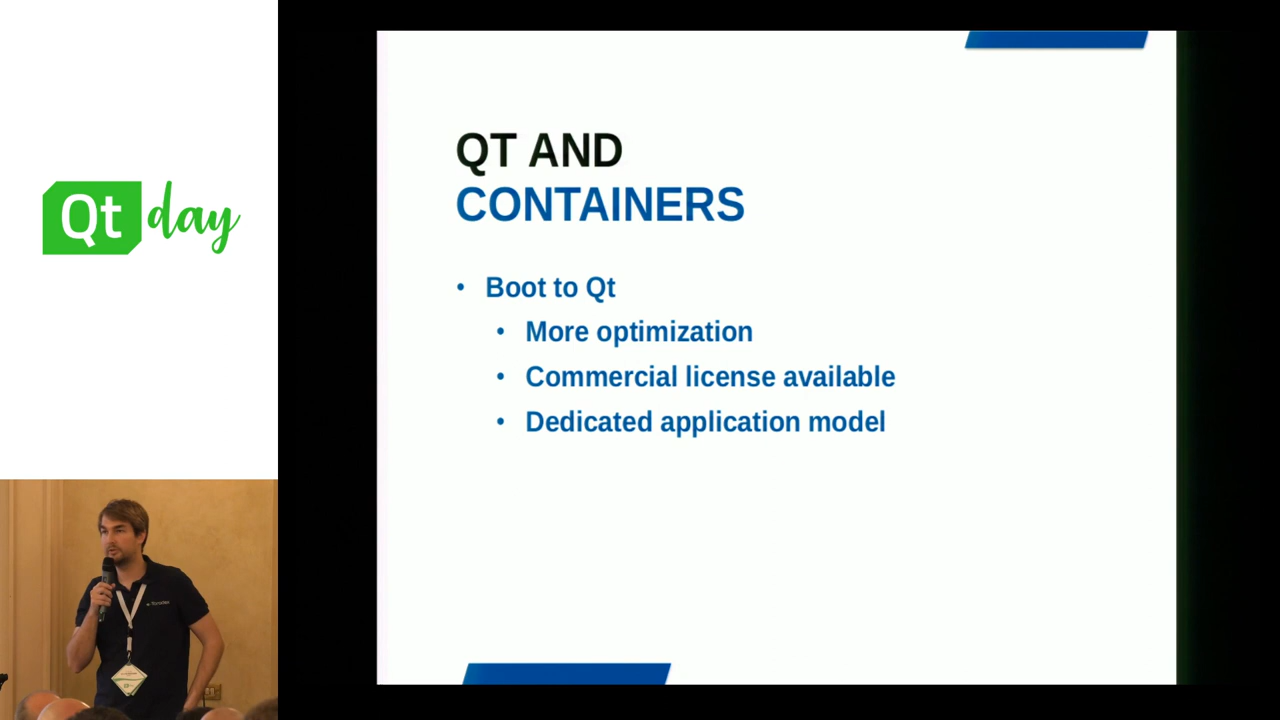 Qt day
QT AND
CONTAINERS
• Boot to Qt
• More optimization
• Commercial license available
• Dedicated application model